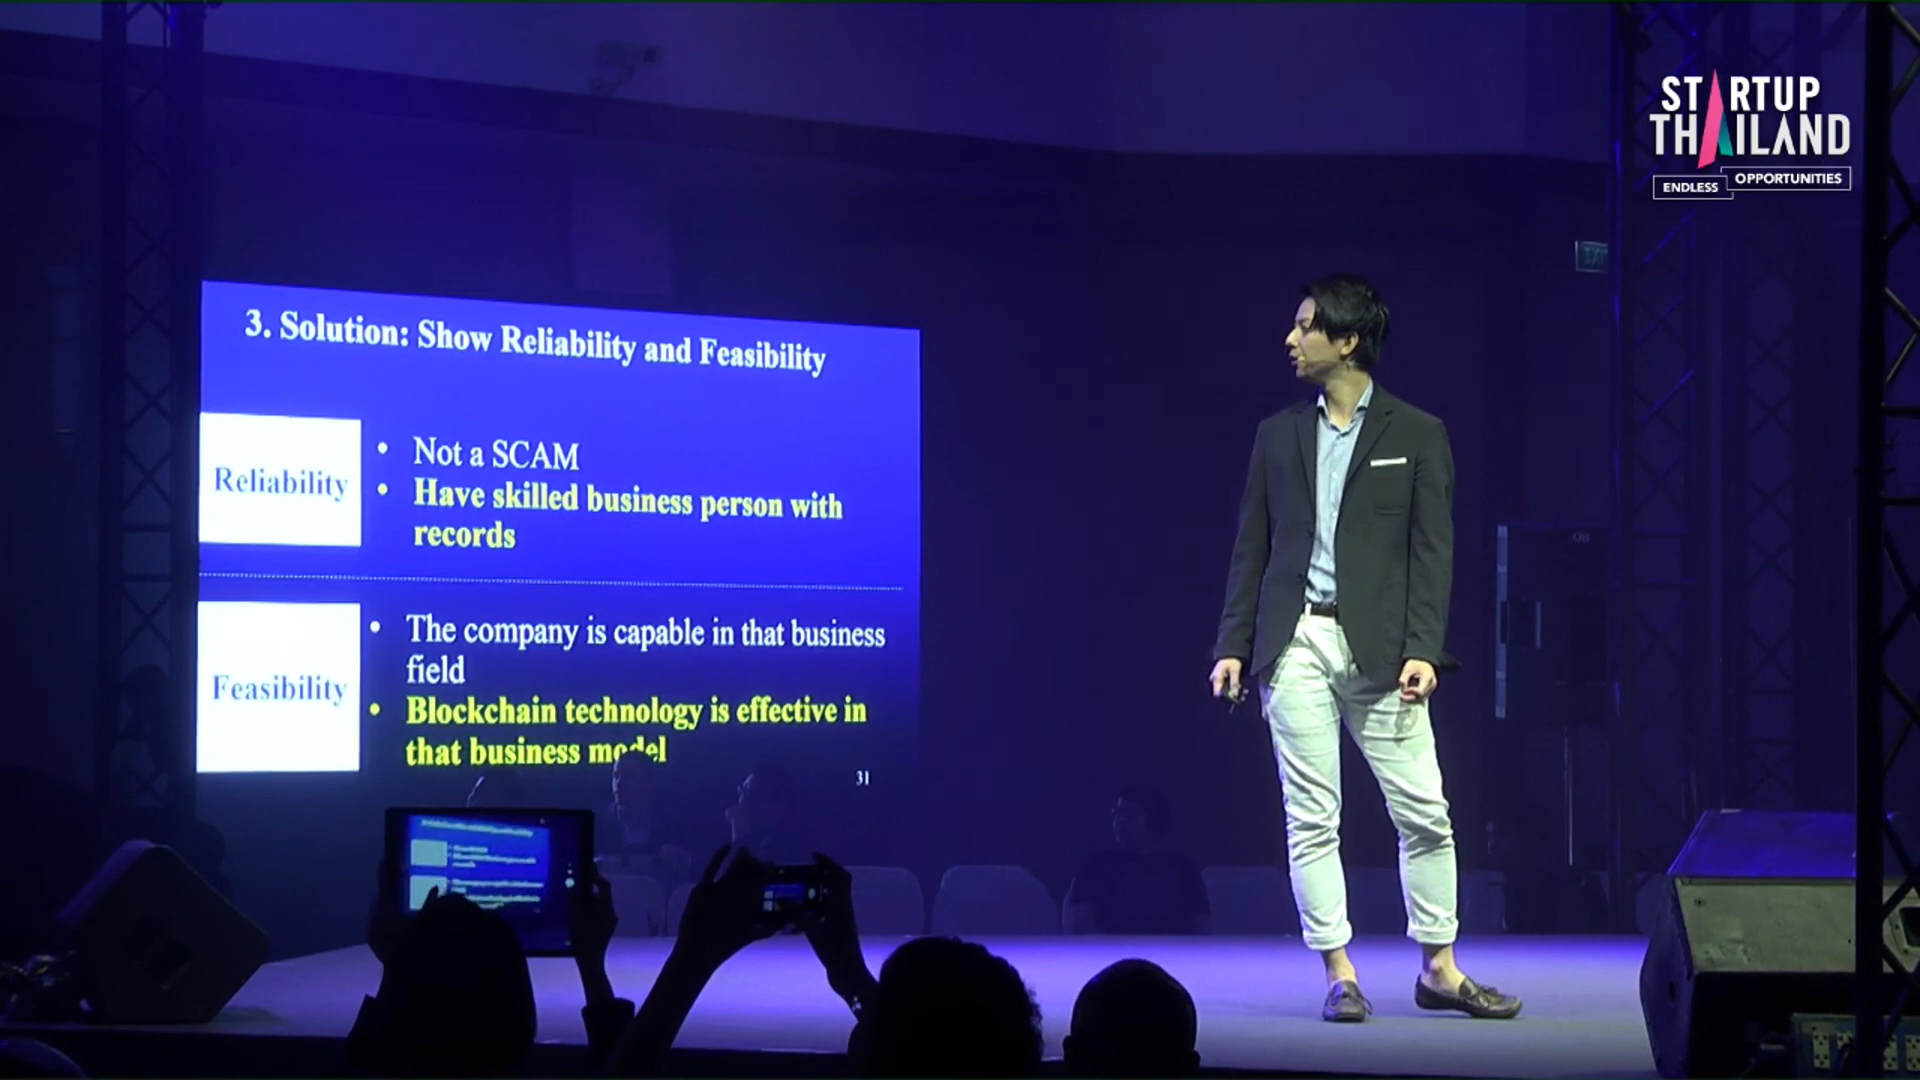 STARTUP
THAILAND
ENDLESS OPPORTUNITIES
EXIT
3. Solution: Show Reliability and Feasibility
Reliability
• Not a SCAM
• Have skilled business person with
records
Feasibility
• The company is capable in that business
field
• Blockchain technology is effective in
that business model
31